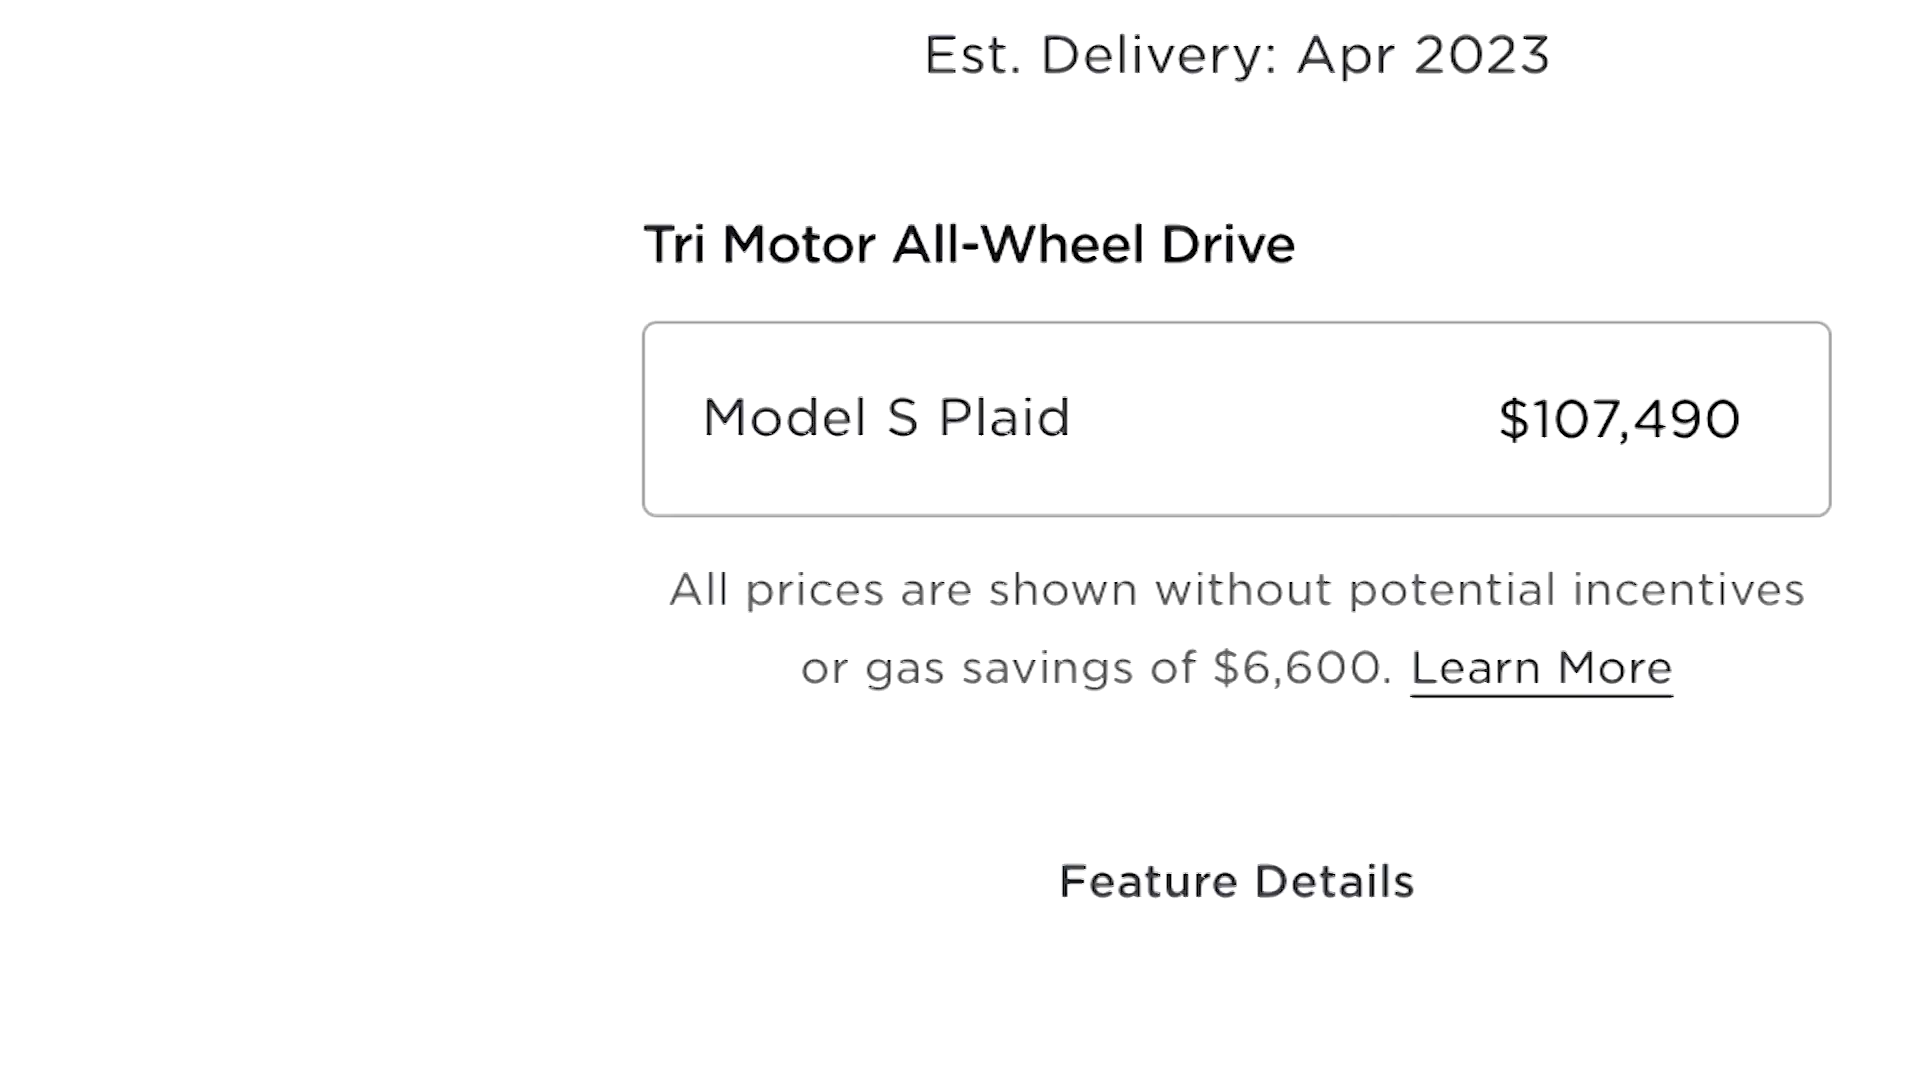 Est. Delivery: Apr 2023
Tri Motor All-Wheel Drive
Model S Plaid $107,490
All prices are shown without potential incentives
or gas savings of $6,600. Learn More
Feature Details